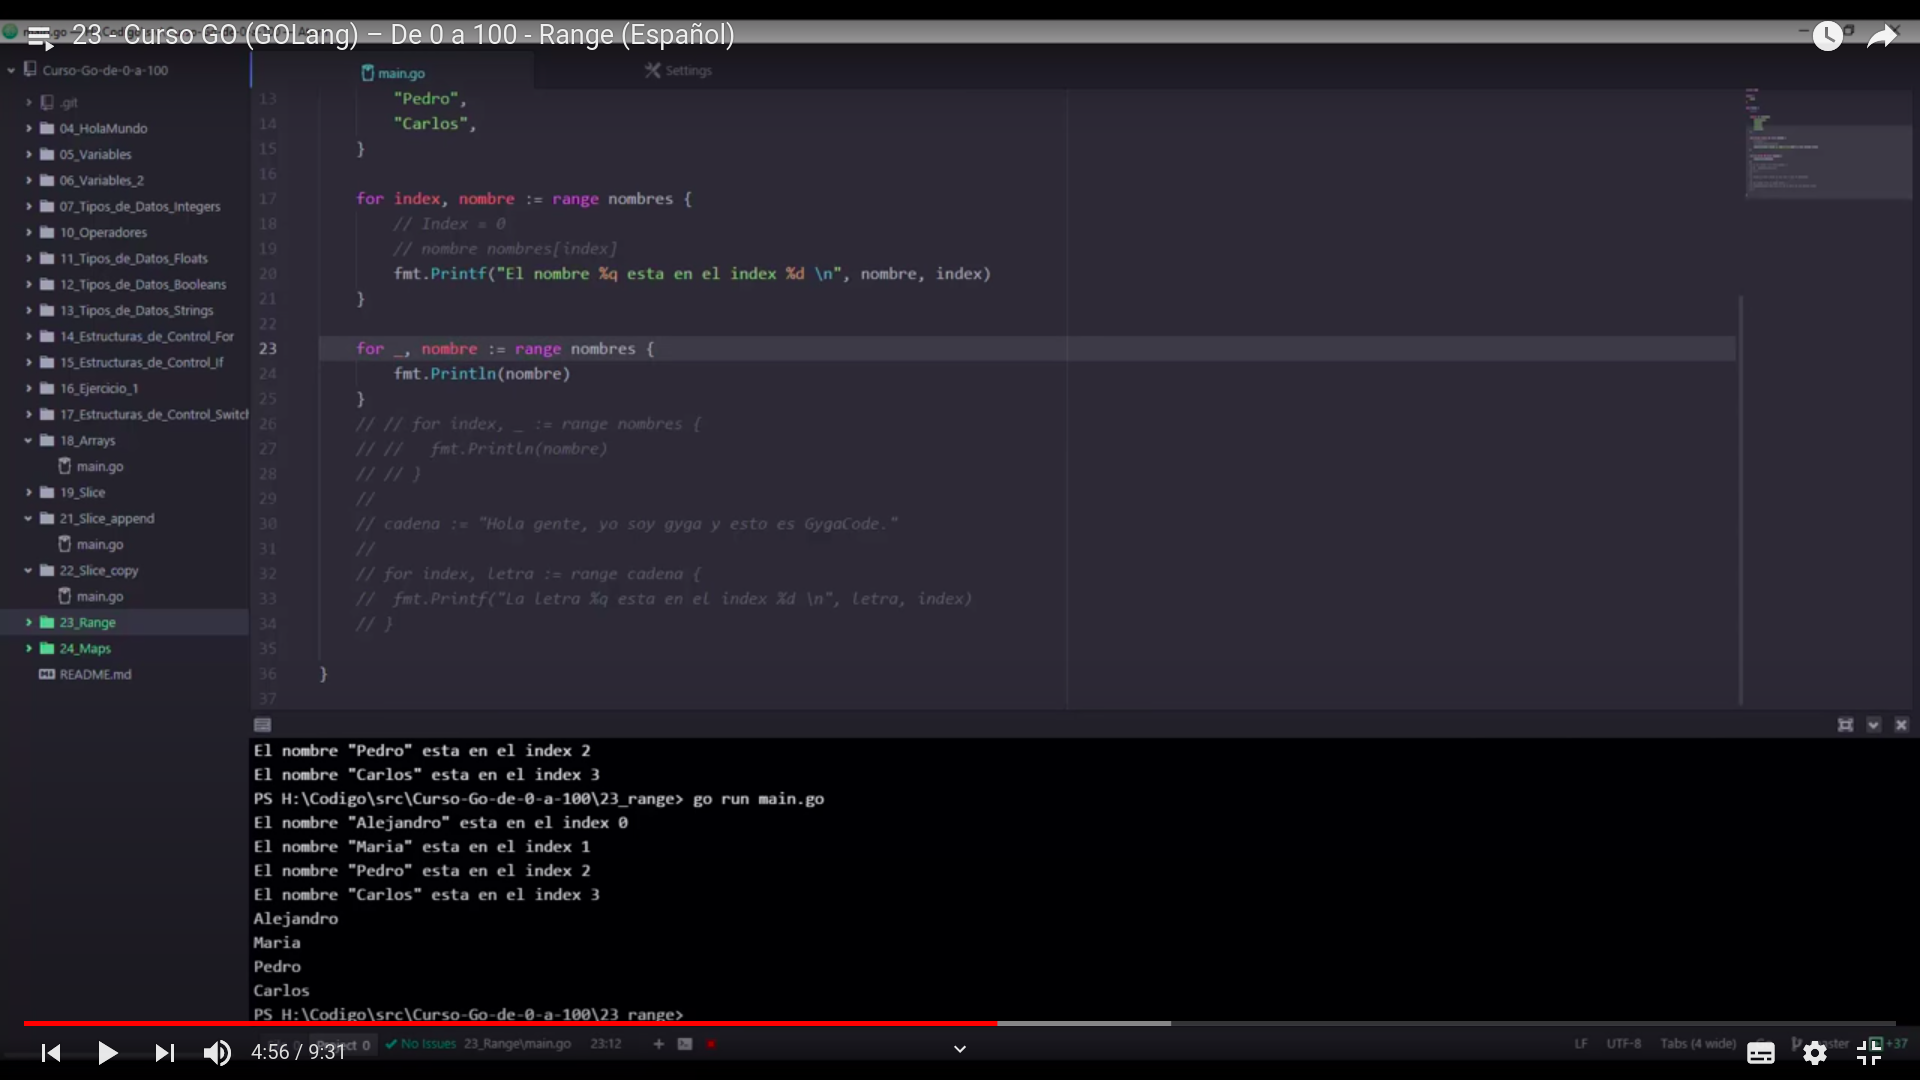 23 - Curso GO (GOLang) – De 0 a 100 - Range (Español)
Curso-Go-de-0-a-100
.git
04_HolaMundo
05_Variables
06_Variables_2
07_Tipos_de_Datos_Integers
10_Operadores
11_Tipos_de_Datos_Floats
12_Tipos_de_Datos_Booleans
13_Tipos_de_Datos_Strings
14_Estructuras_de_Control_For
15_Estructuras_de_Control_If
16_Ejercicio_1
17_Estructuras_de_Control_Switch
18_Arrays
main.go
19_Slice
21_Slice_append
main.go
22_Slice_copy
main.go
23_Range
24_Maps
README.md
main.go
Settings
13 "Pedro",
14 "Carlos",
15 }
16
17 for index, nombre := range nombres {
18 // Index = 0
19 // nombre nombres[index]
20 fmt.Printf("El nombre %q esta en el index %d \n", nombre, index)
21 }
22
23 for _, nombre := range nombres {
24 fmt.Println(nombre)
25 }
26 // // for index, _ := range nombres {
27 // // fmt.Println(nombre)
28 // // }
29 //
30 // cadena := "Hola gente, yo soy gyga y esto es GygaCode."
31 //
32 // for index, letra := range cadena {
33 // fmt.Printf("La letra %q esta en el index %d \n", letra, index)
34 // }
35
36 }
37
El nombre "Pedro" esta en el index 2
El nombre "Carlos" esta en el index 3
PS H:\Codigo\src\Curso-Go-de-0-a-100\23_range> go run main.go
El nombre "Alejandro" esta en el index 0
El nombre "Maria" esta en el index 1
El nombre "Pedro" esta en el index 2
El nombre "Carlos" esta en el index 3
Alejandro
Maria
Pedro
Carlos
PS H:\Codigo\src\Curso-Go-de-0-a-100\23_range>
4:56 / 9:31
Project 0 No Issues 23_Range\main.go 23:12
LF UTF-8 Tabs (4 wide) master +37